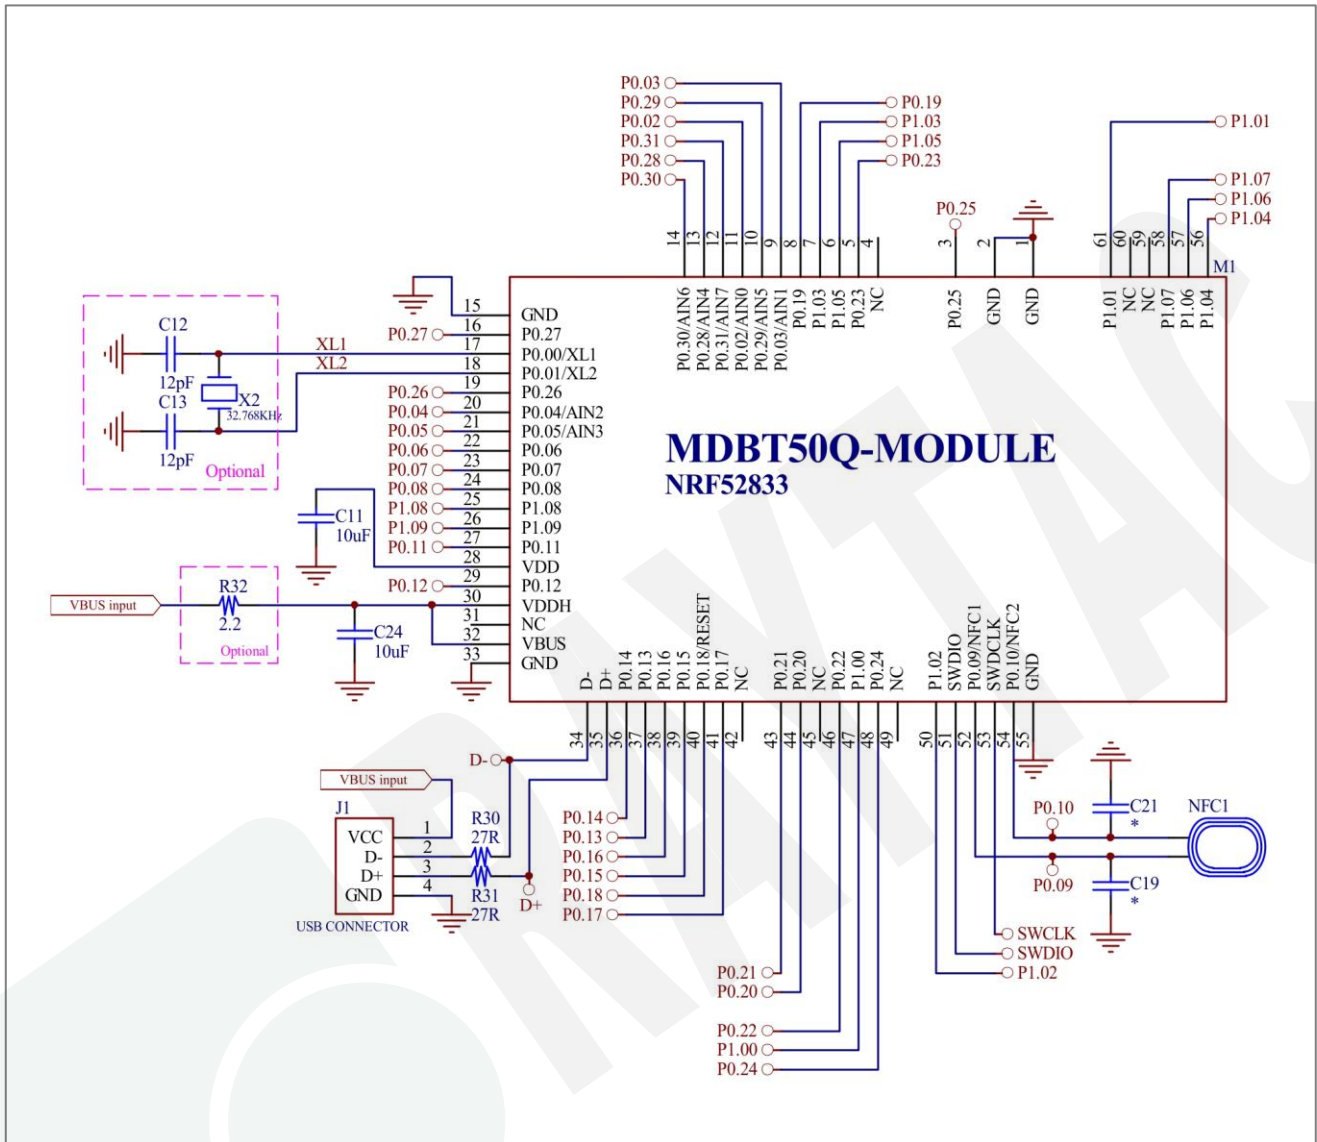 P0.03
P0.29
P0.02
P0.31
P0.28
P0.30
P0.19
P1.03
P1.05
P0.23
P1.01
P1.07
P1.06
P1.04
P0.25
14
13
12
11
10
9
8
7
6
5
4
3
2
1
61
60
59
58
57
56
M1
P0.30/AIN6
P0.28/AIN4
P0.31/AIN7
P0.02/AIN0
P0.29/AIN5
P0.03/AIN1
P0.19
P1.03
P1.05
P0.23
NC
P0.25
GND
GND
P1.01
NC
NC
P1.07
P1.06
P1.04
15 GND
P0.27 16 P0.27
XL1 17 P0.00/XL1
XL2 18 P0.01/XL2
P0.26 19 P0.26
P0.04 20 P0.04/AIN2
P0.05 21 P0.05/AIN3
P0.06 22 P0.06
P0.07 23 P0.07
P0.08 24 P0.08
P1.08 25 P1.08
P1.09 26 P1.09
P0.11 27 P0.11
28 VDD
P0.12 29 P0.12
30 VDDH
31 NC
32 VBUS
33 GND
C12
12pF
C13
12pF
X2
32.768KHz
Optional
C11
10uF
VBUS input
R32
2.2
Optional
C24
10uF
MDBT50Q-MODULE
NRF52833
RAYTAC
D-
D+
P0.14
P0.13
P0.16
P0.15
P0.18/RESET
P0.17
NC
P0.21
P0.20
NC
P0.22
P1.00
P0.24
NC
P1.02
SWDIO
P0.09/NFC1
SWDCLK
P0.10/NFC2
GND
34
35
36
37
38
39
40
41
42
43
44
45
46
47
48
49
50
51
52
53
54
55
D-
VBUS input
J1
VCC 1
D- 2
D+ 3
GND 4
USB CONNECTOR
R30
27R
R31
27R
D+
P0.14
P0.13
P0.16
P0.15
P0.18
P0.17
P0.21
P0.20
P0.22
P1.00
P0.24
P0.10
P0.09
C21
*
C19
*
NFC1
SWCLK
SWDIO
P1.02